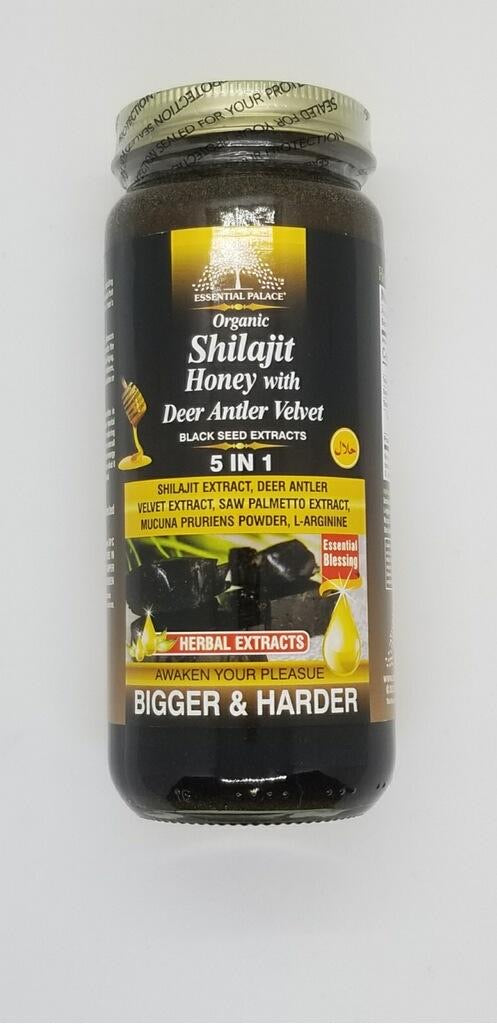 SEALED FOR YOUR PROTECTION
ESSENTIAL PALACE®
Organic
Shilajit
Honey with
Deer Antler Velvet
BLACK SEED EXTRACTS
حلال
5 IN 1
SHILAJIT EXTRACT, DEER ANTLER
VELVET EXTRACT, SAW PALMETTO EXTRACT,
MUCUNA PRURIENS POWDER, L-ARGININE
Essential
Blessing
HERBAL EXTRACTS
AWAKEN YOUR PLEASUE
BIGGER & HARDER